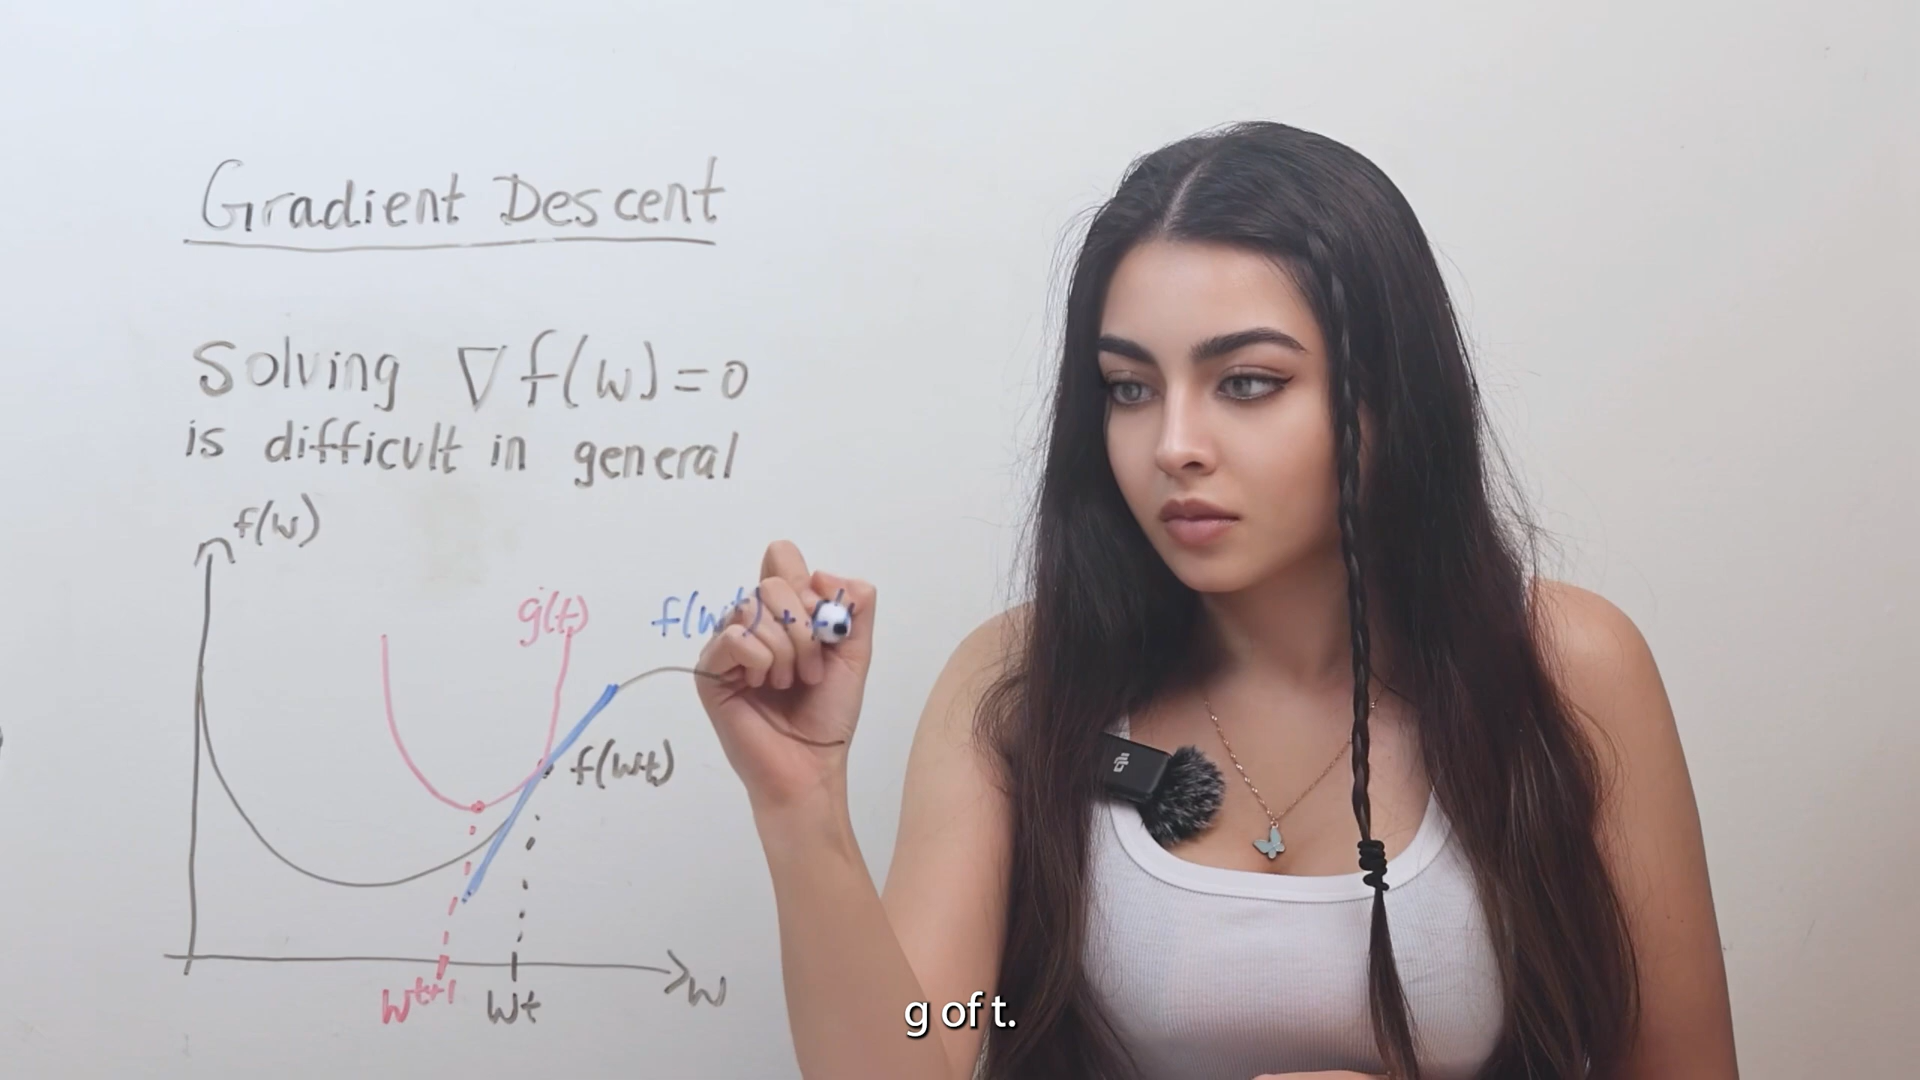 Gradient Descent
Solving ∇f(w)=0
is difficult in general
f(w)
g(t)
f(wt) +
f(wt)
w
wt+1
wt
g of t.